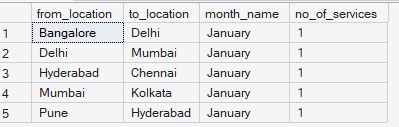 from_location to_location month_name no_of_services
1 Bangalore Delhi January 1
2 Delhi Mumbai January 1
3 Hyderabad Chennai January 1
4 Mumbai Kolkata January 1
5 Pune Hyderabad January 1